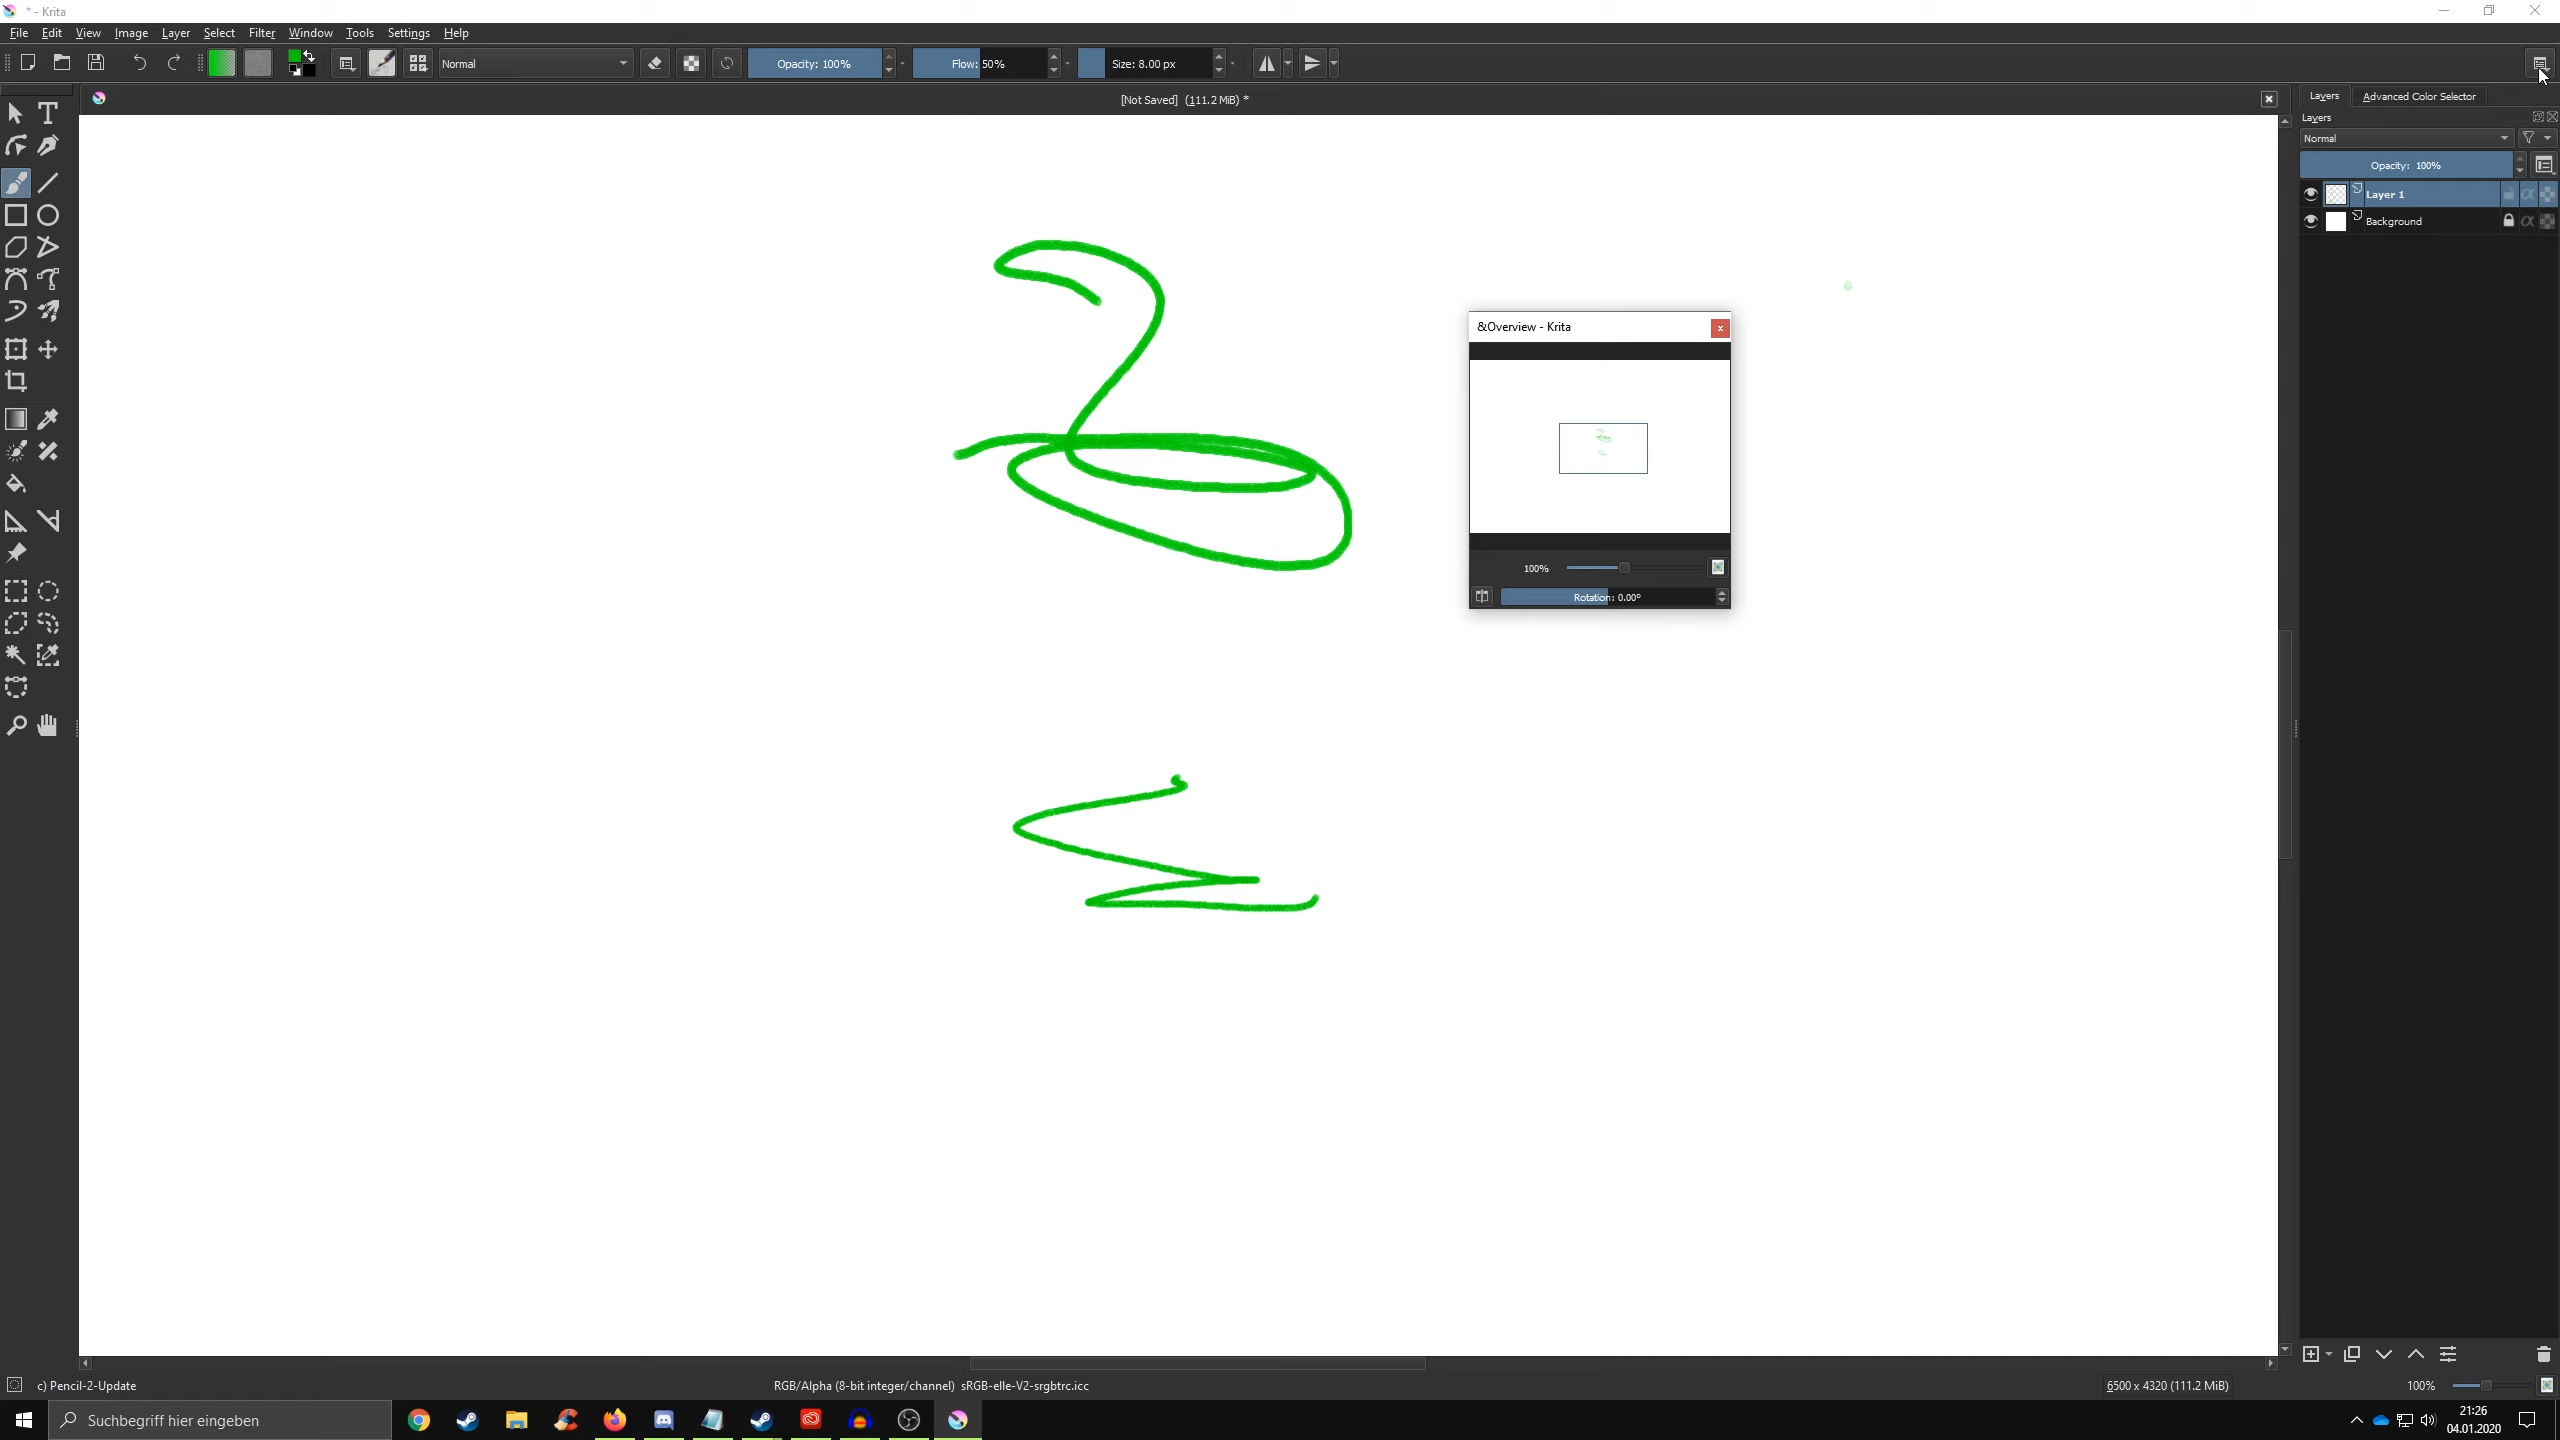 * - Krita
File Edit View Image Layer Select Filter Window Tools Settings Help
Normal Opacity: 100% Flow: 50% Size: 8.00 px
[Not Saved] (111.2 MiB) *
Layers Advanced Color Selector
Layers
Normal
Opacity: 100%
Layer 1
Background
&Overview - Krita
100%
Rotation: 0.00°
c) Pencil-2-Update RGB/Alpha (8-bit integer/channel) sRGB-elle-V2-srgbtrc.icc 6500 x 4320 (111.2 MiB) 100%
Suchbegriff hier eingeben
21:26
04.01.2020